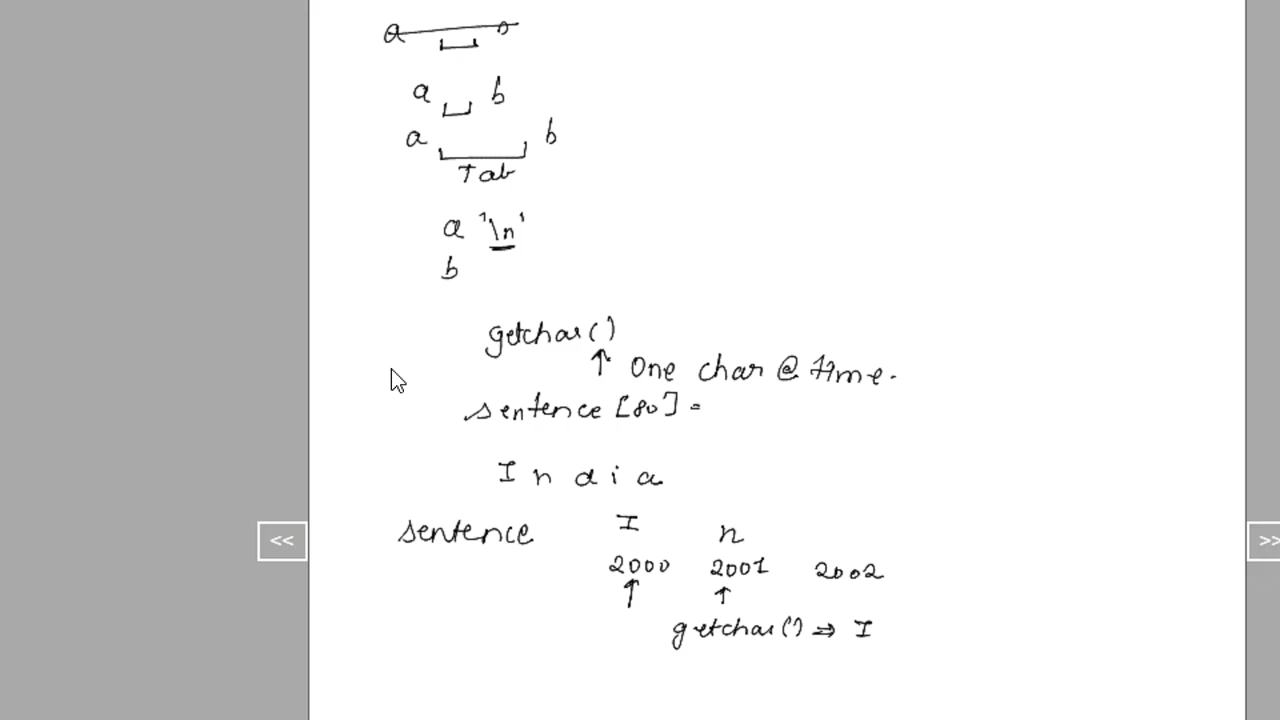 a b
a b
Tab
a '\n'
b
getchar()
↑ One char @ time.
sentence [80] =
I n d i a
sentence I n
2000 2001 2002
↑ ↑
getchar() ⇒ I
<< >>